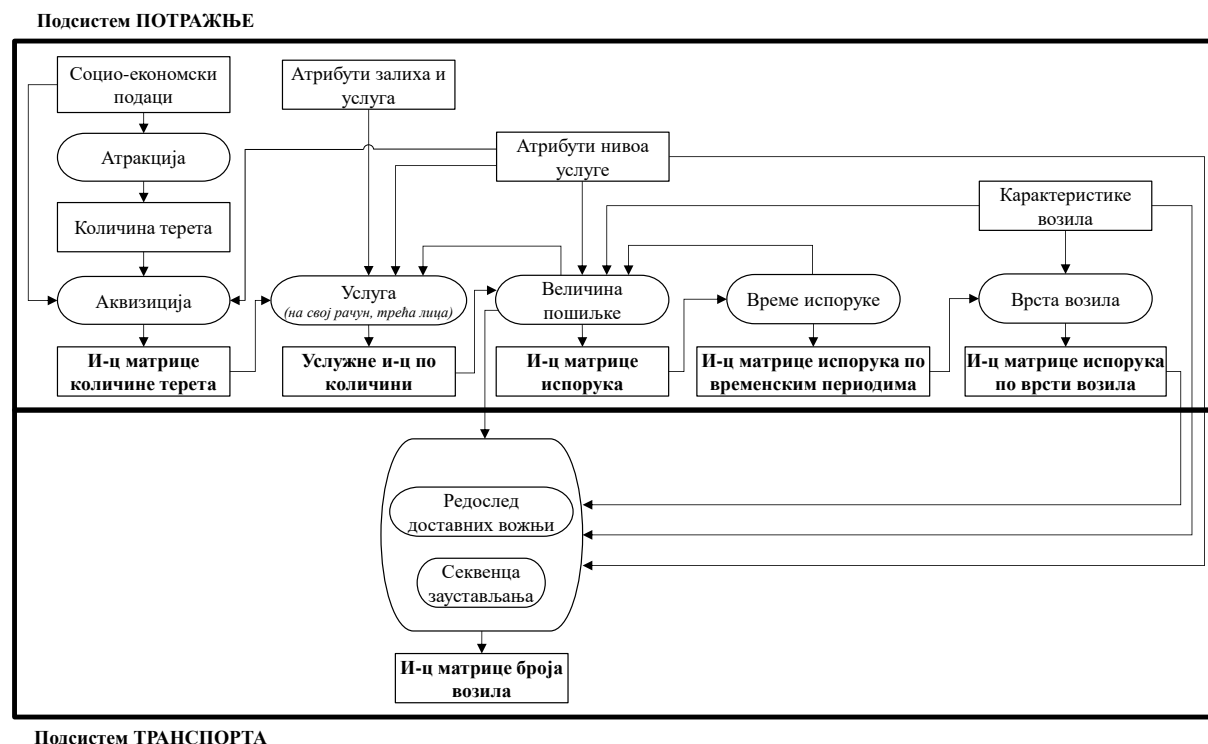 Подсистем ПОТРАЖЊЕ
Социо-економски
подаци
Атрибути залиха и
услуга
Атрибути нивоа
услуге
Атракција
Карактеристике
возила
Количина терета
Аквизиција
Услуга
(на свој рачун, трећа лица)
Величина
пошиљке
Време испоруке
Врста возила
И-ц матрице
количине терета
Услужне и-ц по
количини
И-ц матрице
испорука
И-ц матрице испорука по
временским периодима
И-ц матрице испорука
по врсти возила
Редослед
доставних вожњи
Секвенца
заустављања
И-ц матрице броја
возила
Подсистем ТРАНСПОРТА